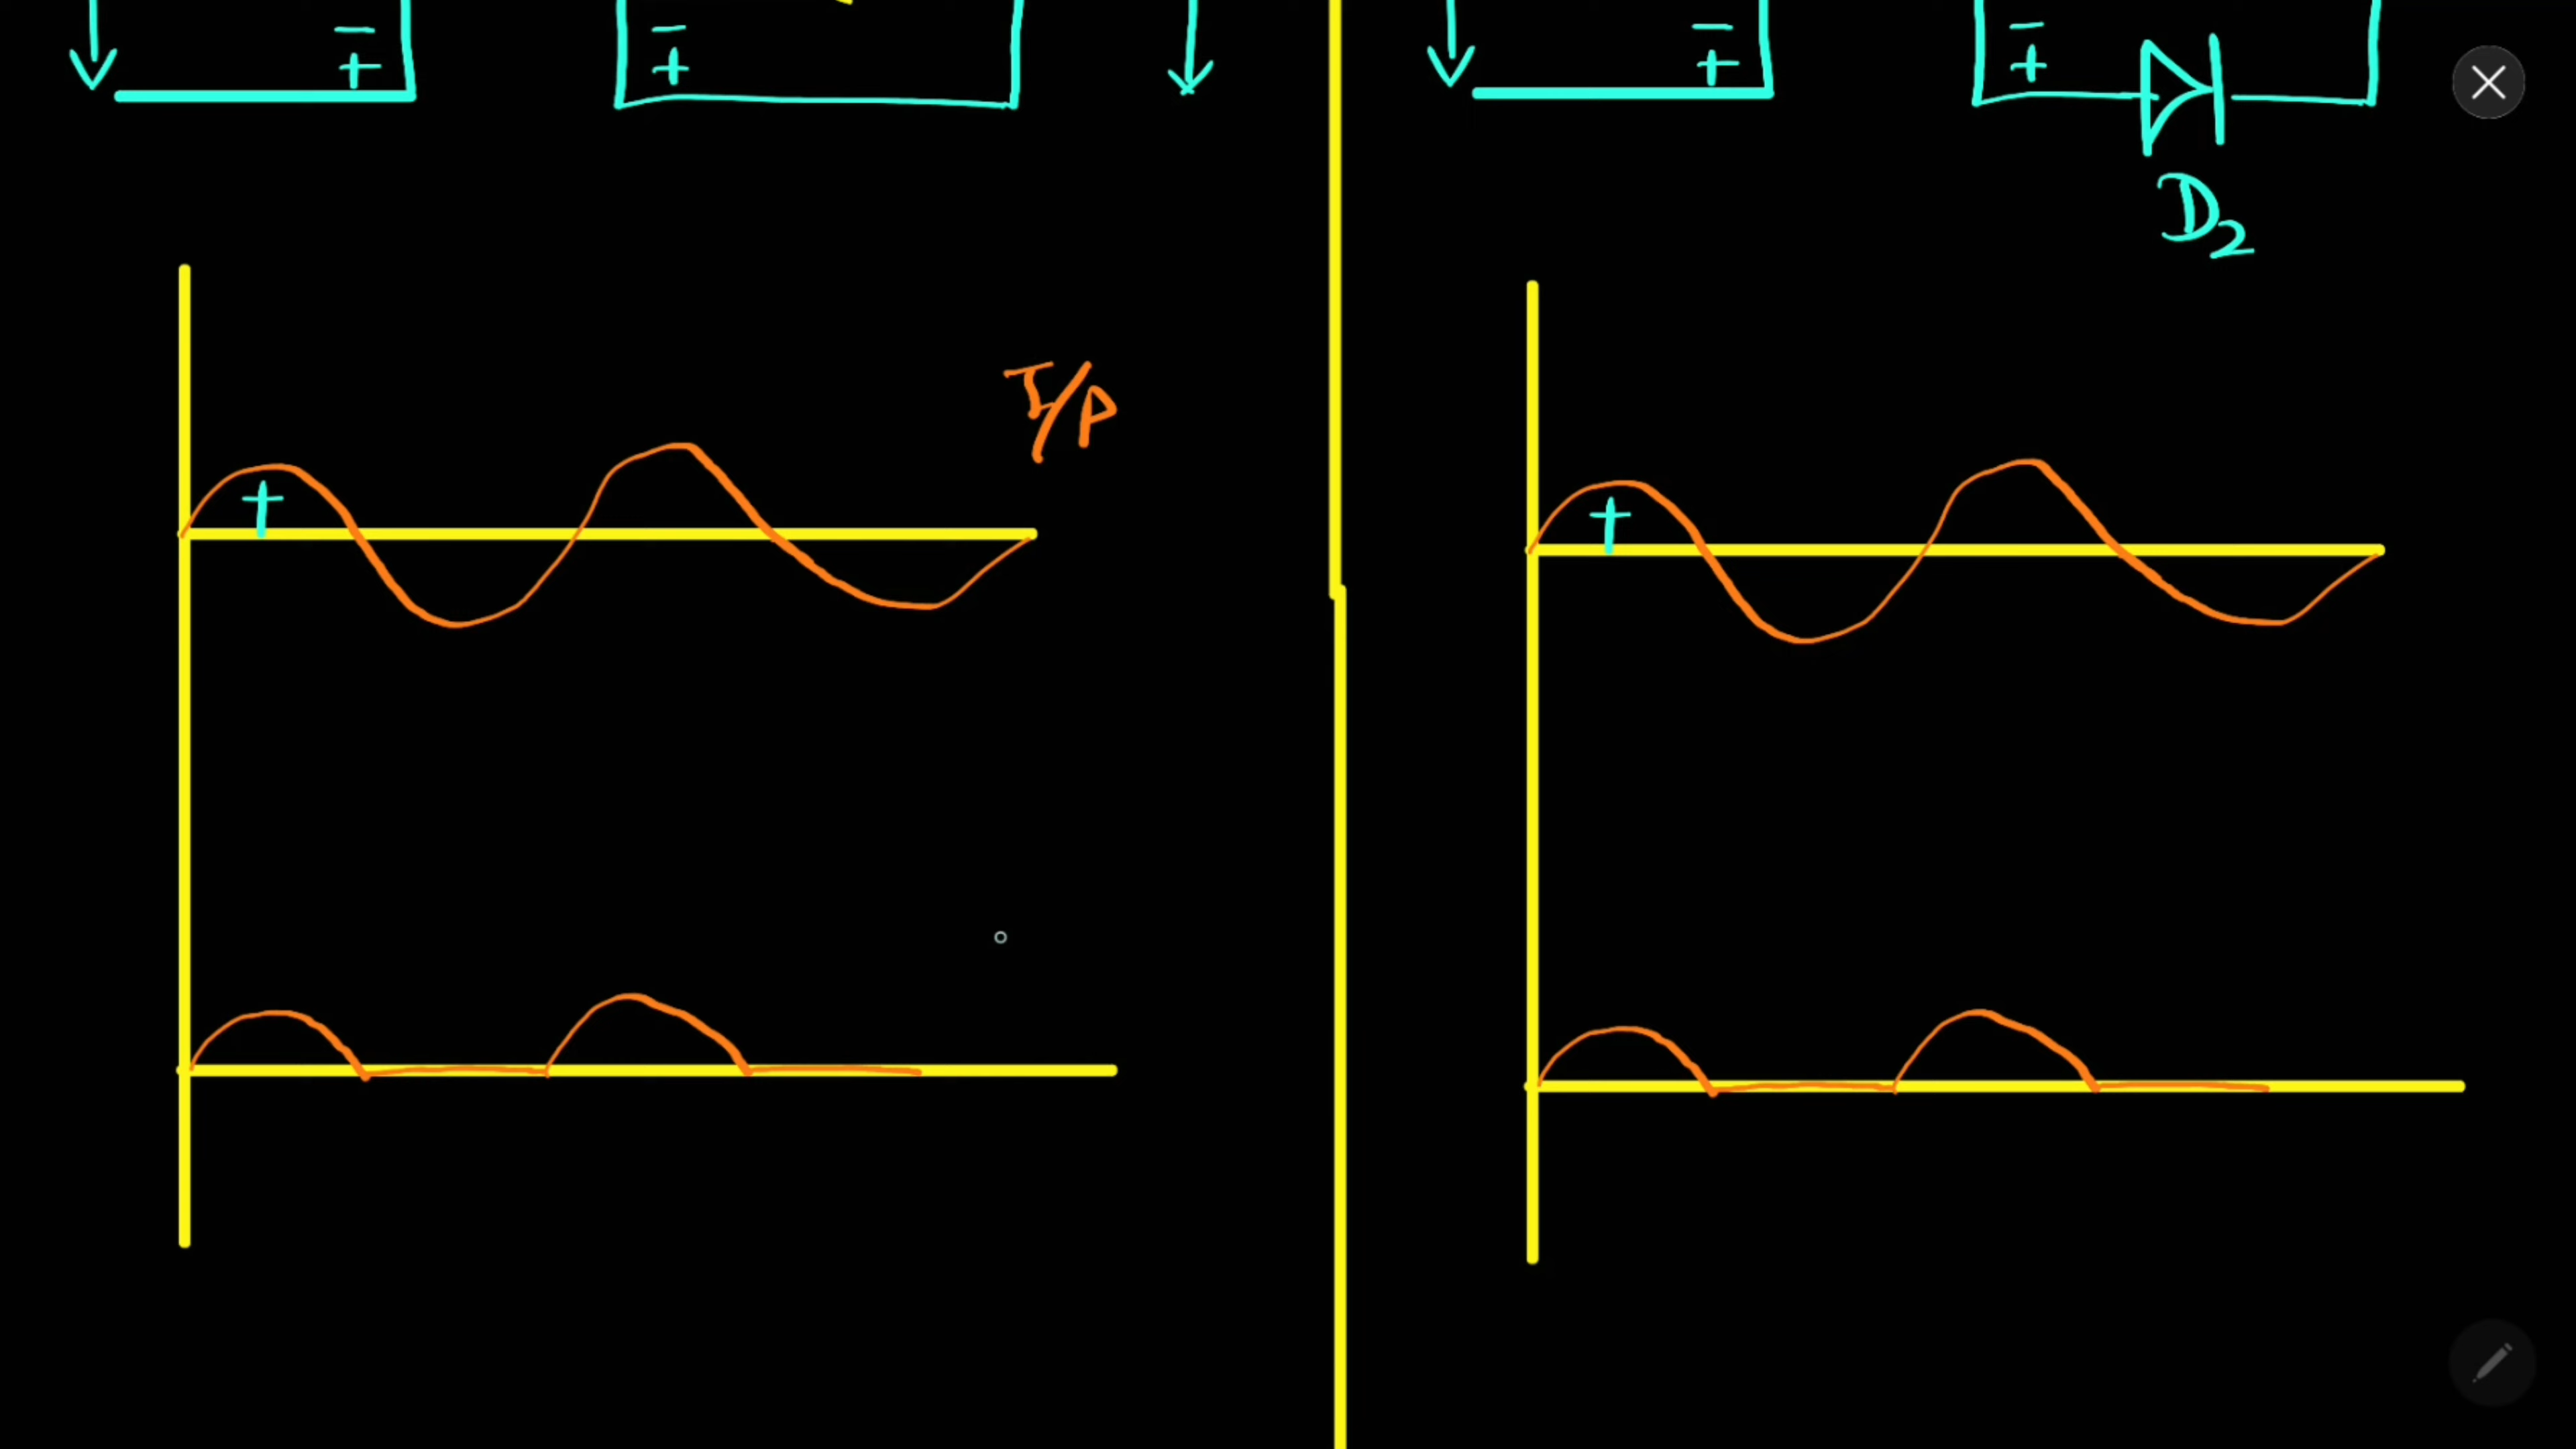 − − − −
+ + + +
D₂
I/P
+ +